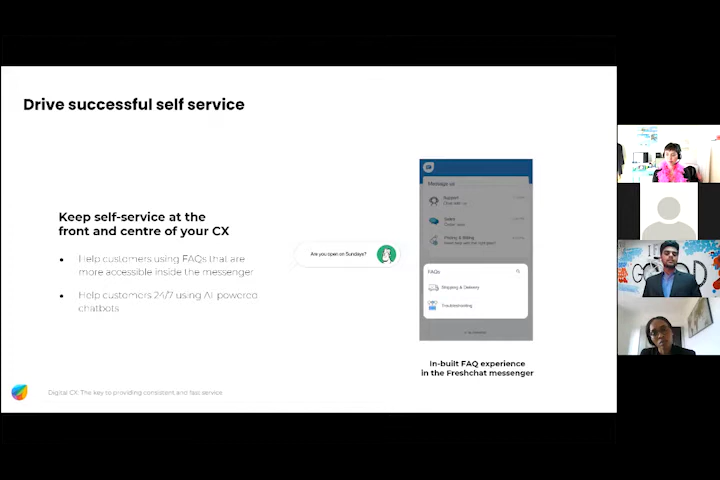 Drive successful self service
Keep self-service at the
front and centre of your CX
Help customers using FAQs that are
more accessible inside the messenger
Help customers 24/7 using AI powered
chatbots
Are you open on Sundays?
Message us
Support
Chat with us
Sales
Pricing & Billing
FAQs
Shipping & Delivery
Troubleshooting
In-built FAQ experience
in the Freshchat messenger
Digital CX: The key to providing consistent and fast service